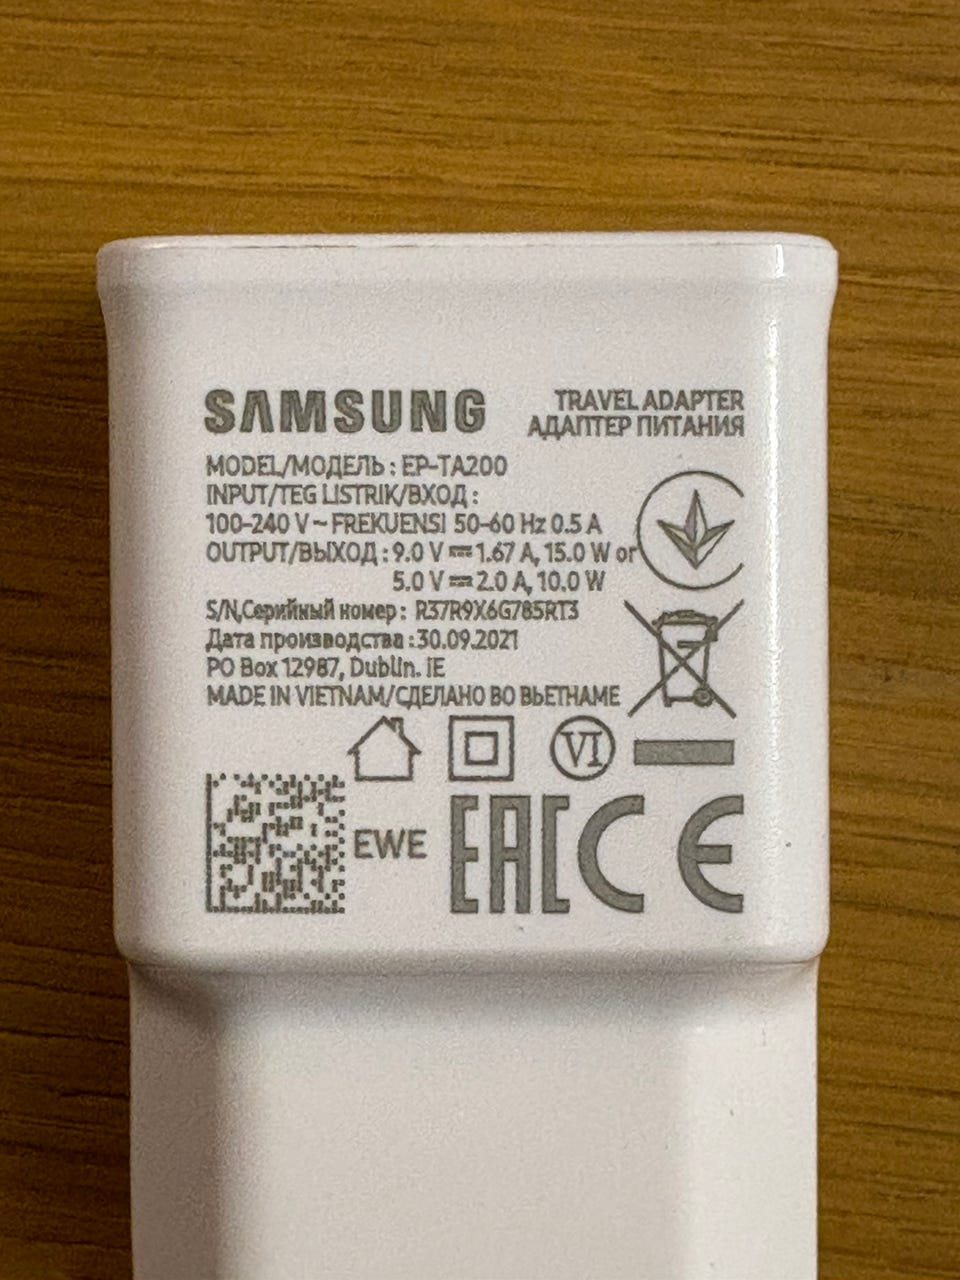 SAMSUNG
TRAVEL ADAPTER
АДАПТЕР ПИТАНИЯ
MODEL/МОДЕЛЬ : EP-TA200
INPUT/TEG LISTRIK/ВХОД :
100-240 V ~ FREKUENSI 50-60 Hz 0.5 A
OUTPUT/ВЫХОД : 9.0 V ⎓ 1.67 A, 15.0 W or
5.0 V ⎓ 2.0 A, 10.0 W
S/N,Серийный номер : R37R9X6G785RT3
Дата производства :30.09.2021
PO Box 12987, Dublin. IE
MADE IN VIETNAM/СДЕЛАНО ВО ВЬЕТНАМЕ
VI
EWE
EAC CE